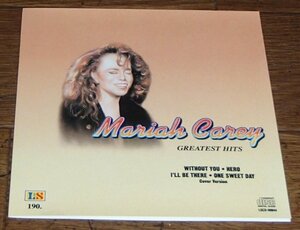 Mariah Carey
GREATEST HITS
WITHOUT YOU • HERO
I'LL BE THERE • ONE SWEET DAY
Cover Version
LS
190.